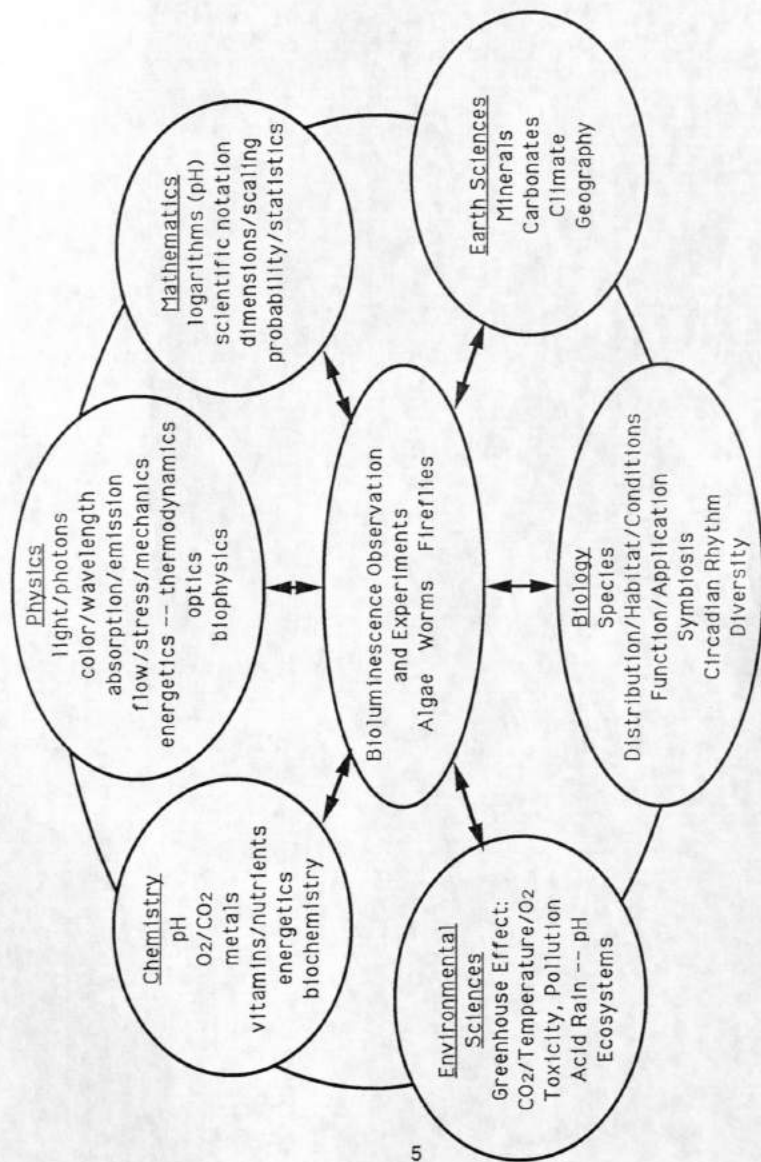 Physics
light/photons
color/wavelength
absorption/emission
flow/stress/mechanics
energetics -- thermodynamics
optics
biophysics
Chemistry
pH
O2/CO2
metals
vitamins/nutrients
energetics
biochemistry
Mathematics
logarithms (pH)
scientific notation
dimensions/scaling
probability/statistics
Bioluminescence Observation
and Experiments
Algae Worms Fireflies
Environmental
Sciences
Greenhouse Effect:
CO2/Temperature/O2
Toxicity, Pollution
Acid Rain -- pH
Ecosystems
Earth Sciences
Minerals
Carbonates
Climate
Geography
Biology
Species
Distribution/Habitat/Conditions
Function/Application
Symbiosis
Circadian Rhythm
Diversity
5